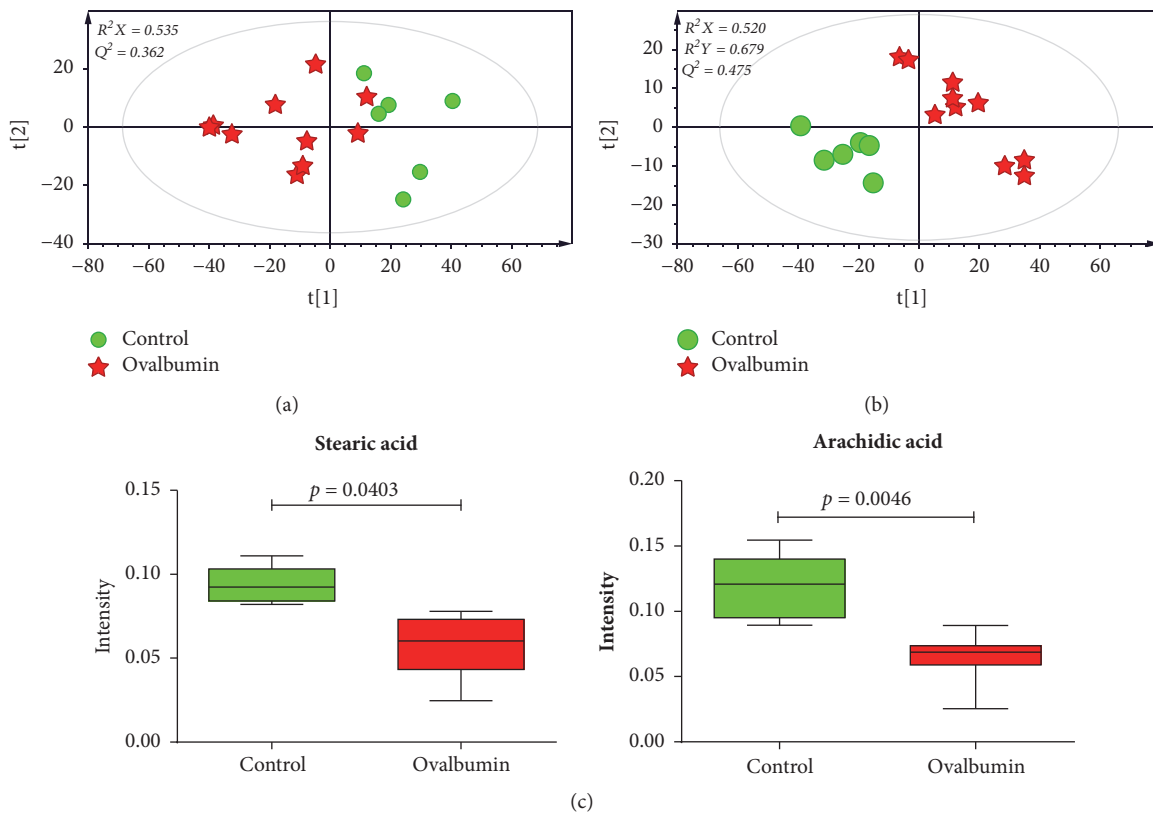 R²X = 0.535
Q² = 0.362
20
0
−20
−40
t[2]
−80 −60 −40 −20 0 20 40 60
t[1]
Control
Ovalbumin
(a)
R²X = 0.520
R²Y = 0.679
Q² = 0.475
20
10
0
−10
−20
−30
t[2]
−80 −60 −40 −20 0 20 40 60 80
t[1]
Control
Ovalbumin
(b)
Stearic acid
p = 0.0403
0.15
0.10
0.05
0.00
Intensity
Control Ovalbumin
Arachidic acid
p = 0.0046
0.20
0.15
0.10
0.05
0.00
Intensity
Control Ovalbumin
(c)